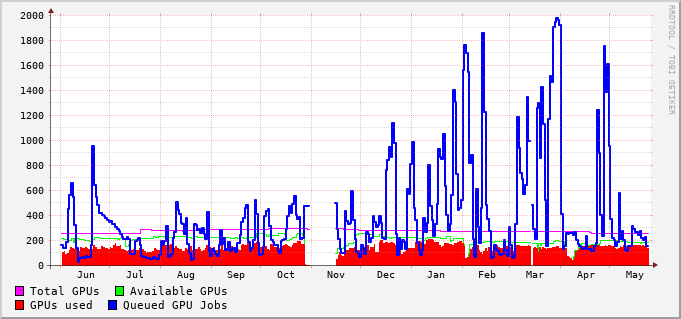 2000
1800
1600
1400
1200
1000
800
600
400
200
0
Jun Jul Aug Sep Oct Nov Dec Jan Feb Mar Apr May
Total GPUs Available GPUs
GPUs used Queued GPU Jobs
RRDTOOL / TOBI OETIKER